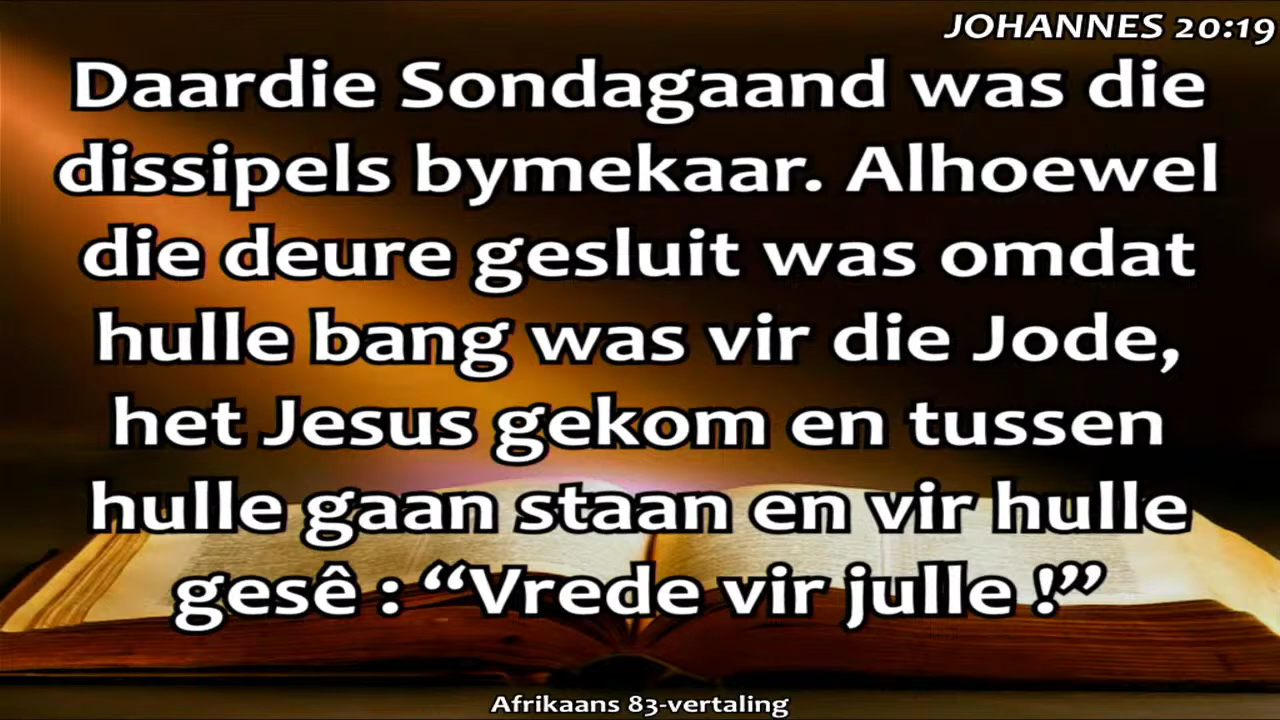 JOHANNES 20:19
Daardie Sondagaand was die
dissipels bymekaar. Alhoewel
die deure gesluit was omdat
hulle bang was vir die Jode,
het Jesus gekom en tussen
hulle gaan staan en vir hulle
gesê : “Vrede vir julle !”
Afrikaans 83-vertaling